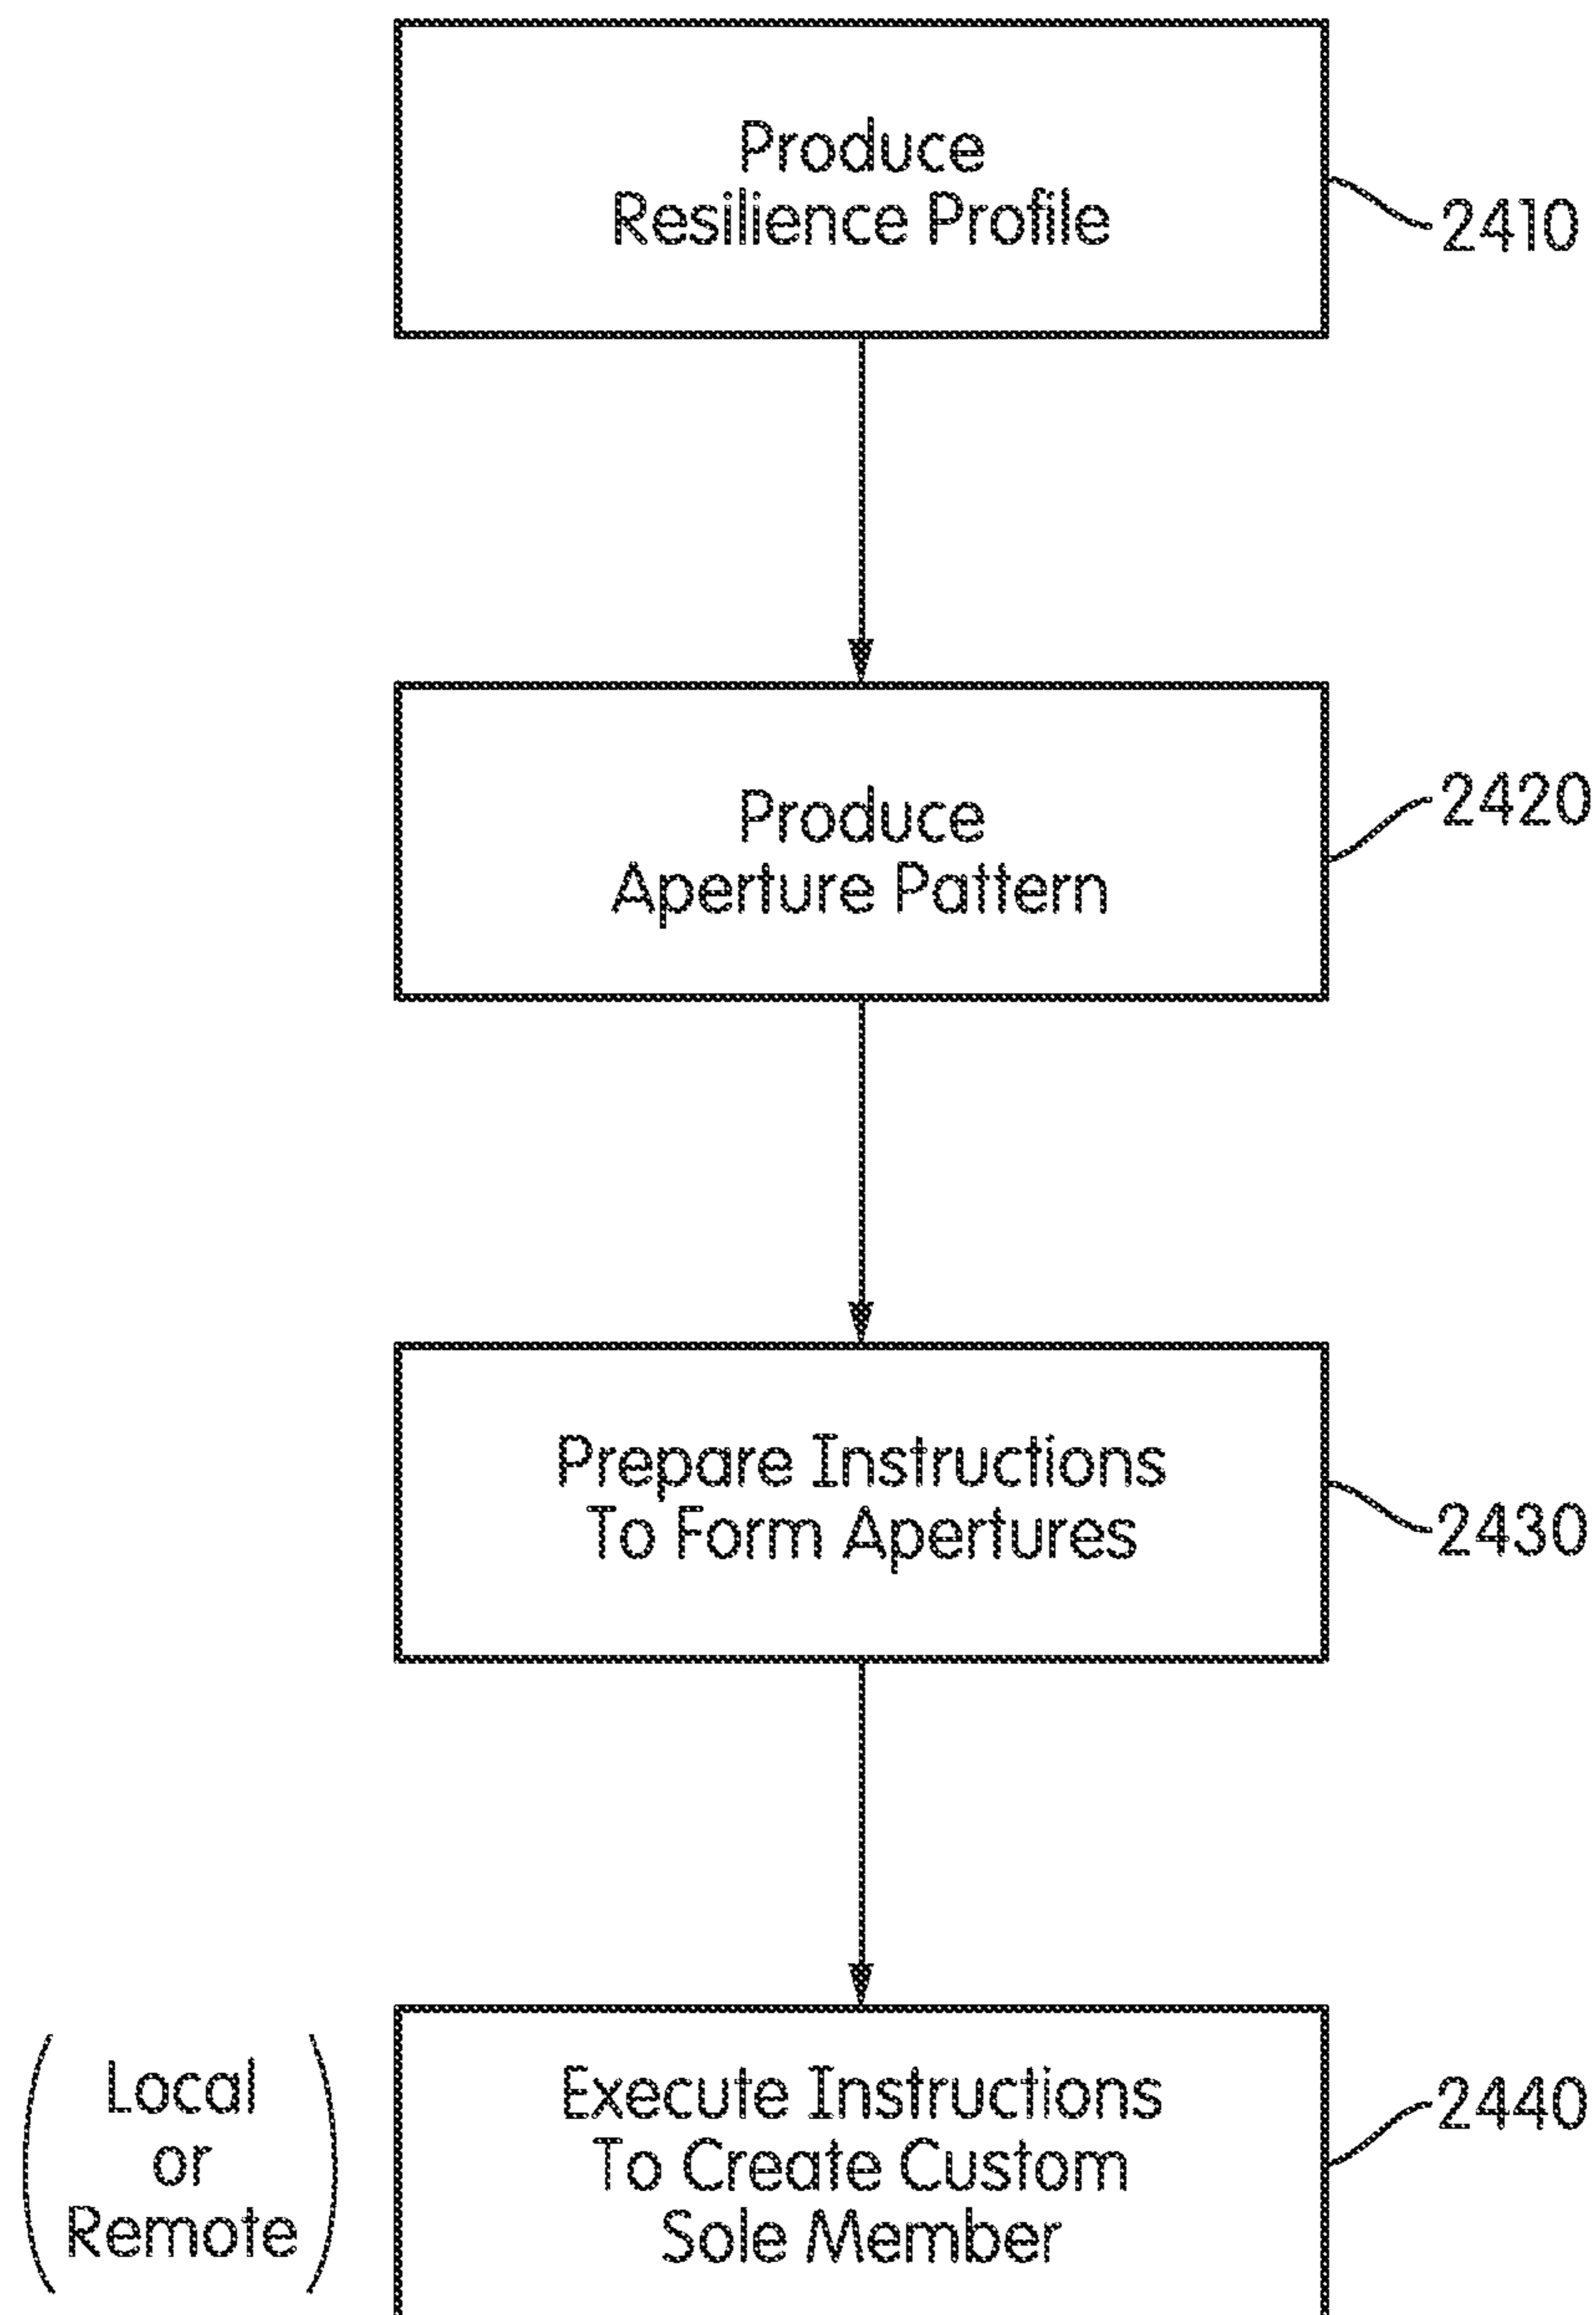 Produce
Resilience Profile
2410
Produce
Aperture Pattern
2420
Prepare Instructions
To Form Apertures
2430
Local
or
Remote
Execute Instructions
To Create Custom
Sole Member
2440